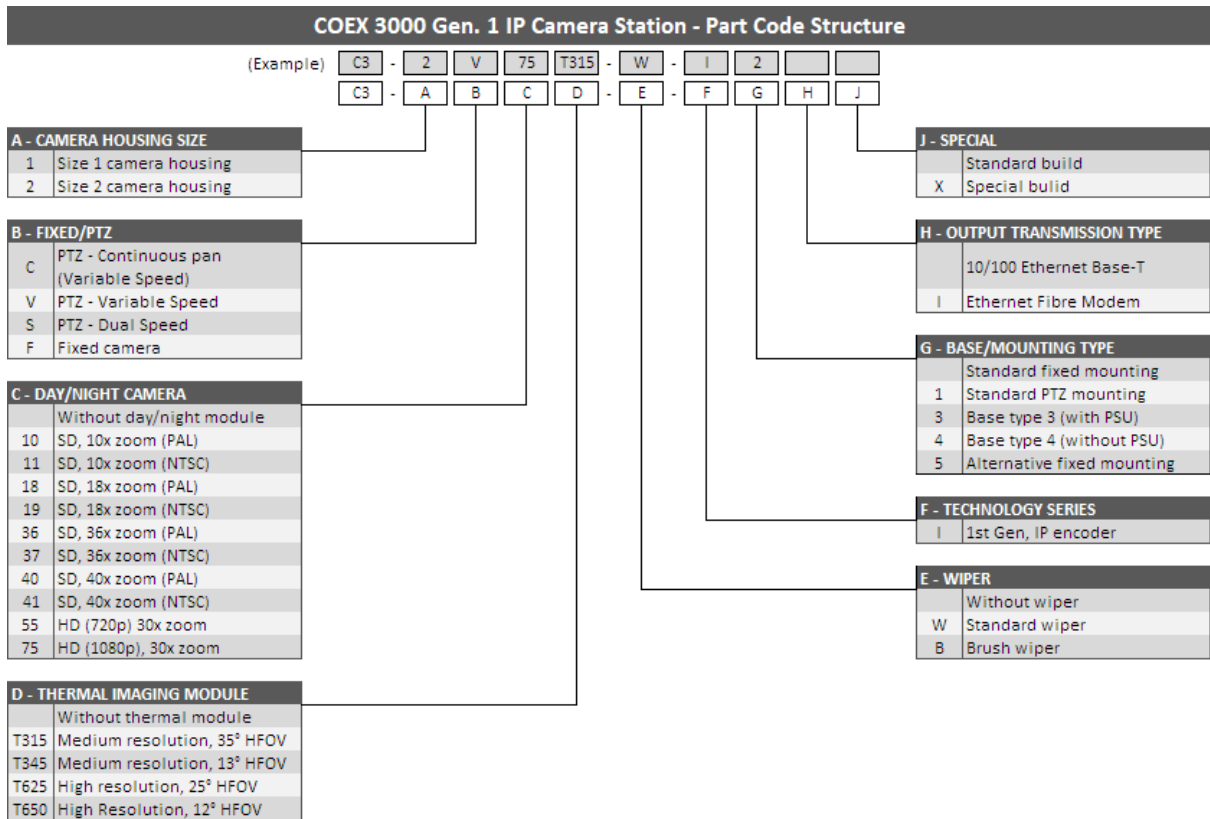 COEX 3000 Gen. 1 IP Camera Station - Part Code Structure
(Example) C3 - 2 V 75 T315 - W - I 2
C3 - A B C D - E - F G H J
A - CAMERA HOUSING SIZE
1 Size 1 camera housing
2 Size 2 camera housing
B - FIXED/PTZ
C PTZ - Continuous pan
(Variable Speed)
V PTZ - Variable Speed
S PTZ - Dual Speed
F Fixed camera
C - DAY/NIGHT CAMERA
Without day/night module
10 SD, 10x zoom (PAL)
11 SD, 10x zoom (NTSC)
18 SD, 18x zoom (PAL)
19 SD, 18x zoom (NTSC)
36 SD, 36x zoom (PAL)
37 SD, 36x zoom (NTSC)
40 SD, 40x zoom (PAL)
41 SD, 40x zoom (NTSC)
55 HD (720p) 30x zoom
75 HD (1080p), 30x zoom
D - THERMAL IMAGING MODULE
Without thermal module
T315 Medium resolution, 35° HFOV
T345 Medium resolution, 13° HFOV
T625 High resolution, 25° HFOV
T650 High Resolution, 12° HFOV
J - SPECIAL
Standard build
X Special bulid
H - OUTPUT TRANSMISSION TYPE
10/100 Ethernet Base-T
I Ethernet Fibre Modem
G - BASE/MOUNTING TYPE
Standard fixed mounting
1 Standard PTZ mounting
3 Base type 3 (with PSU)
4 Base type 4 (without PSU)
5 Alternative fixed mounting
F - TECHNOLOGY SERIES
I 1st Gen, IP encoder
E - WIPER
Without wiper
W Standard wiper
B Brush wiper